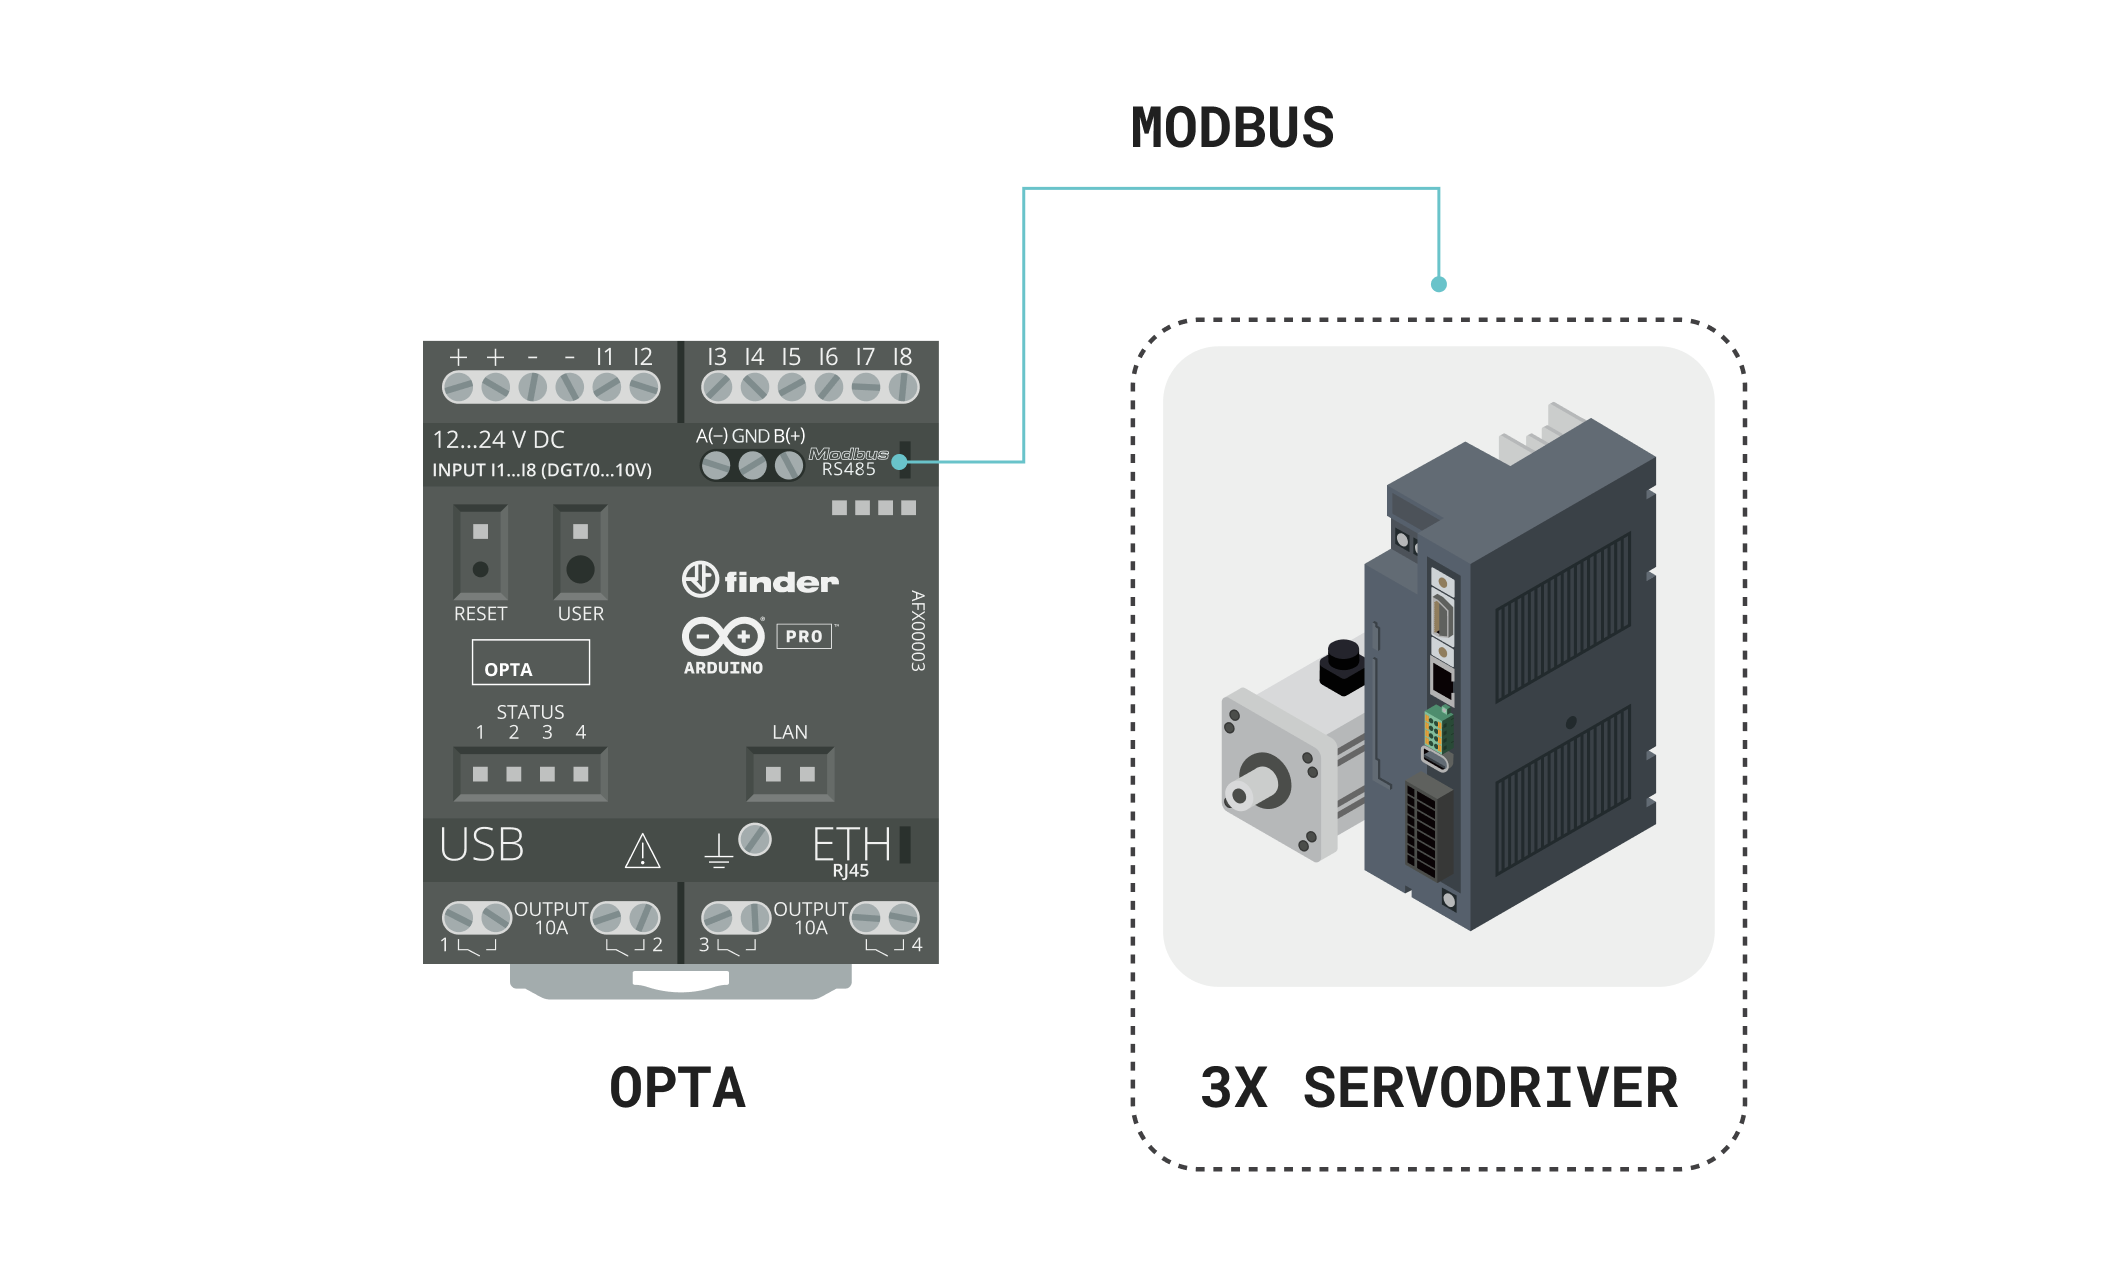 MODBUS
+ + - - I1 I2 I3 I4 I5 I6 I7 I8
12...24 V DC
INPUT I1...I8 (DGT/0...10V)
A(−) GND B(+)
Modbus
RS485
RESET
USER
finder
ARDUINO
PRO™
AFX00003
OPTA
STATUS
1 2 3 4
LAN
USB
ETH
RJ45
OUTPUT
10A
1
2
OUTPUT
10A
3
4
OPTA
3X SERVODRIVER